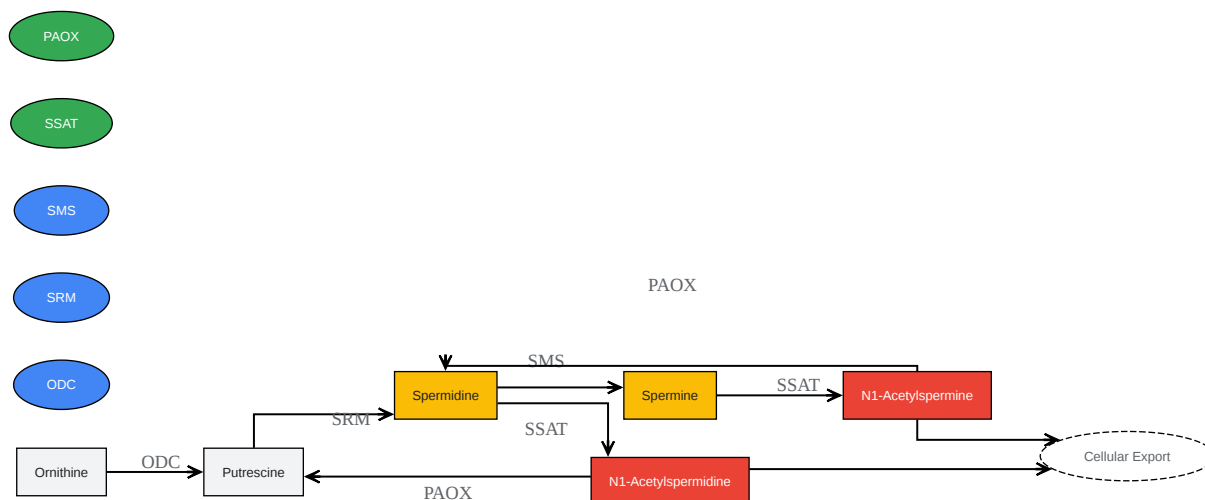 PAOX
SSAT
SMS
SRM
PAOX
ODC
SMS
Spermidine
Spermine
SSAT
N1-Acetylspermine
SRM
SSAT
Ornithine
ODC
Putrescine
Cellular Export
N1-Acetylspermidine
PAOX